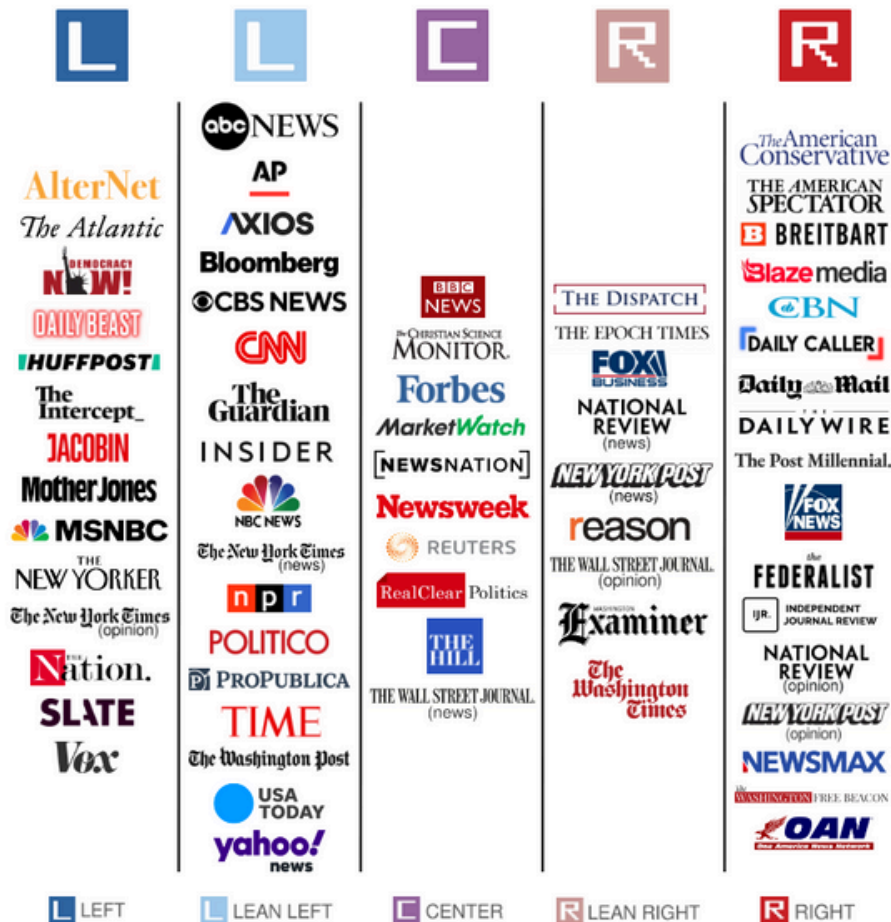 L
L
C
R
R
AlterNet
The Atlantic
DEMOCRACY
NOW!
DAILY BEAST
HUFFPOST
The
Intercept_
JACOBIN
Mother Jones
MSNBC
THE
NEW YORKER
The New York Times
(opinion)
THE
Nation.
SLATE
Vox
abc NEWS
AP
AXIOS
Bloomberg
CBS NEWS
CNN
The
Guardian
INSIDER
NBC NEWS
The New York Times
(news)
npr
POLITICO
PROPUBLICA
TIME
The Washington Post
USA
TODAY
yahoo!
news
BBC
NEWS
The CHRISTIAN SCIENCE
MONITOR
Forbes
MarketWatch
[NEWSNATION]
Newsweek
REUTERS
RealClear Politics
THE
HILL
THE WALL STREET JOURNAL.
(news)
THE DISPATCH
THE EPOCH TIMES
FOX
BUSINESS
NATIONAL
REVIEW
(news)
NEW YORK POST
(news)
reason
THE WALL STREET JOURNAL.
(opinion)
WASHINGTON
Examiner
The
Washington
Times
The American
Conservative
THE AMERICAN
SPECTATOR
B BREITBART
Blaze media
CBN
DAILY CALLER
Daily Mail
THE
DAILY WIRE
The Post Millennial.
FOX
NEWS
the
FEDERALIST
IJR. INDEPENDENT
JOURNAL REVIEW
NATIONAL
REVIEW
(opinion)
NEW YORK POST
(opinion)
NEWSMAX
the
WASHINGTON FREE BEACON
OAN
One America News Network
L LEFT
L LEAN LEFT
C CENTER
R LEAN RIGHT
R RIGHT